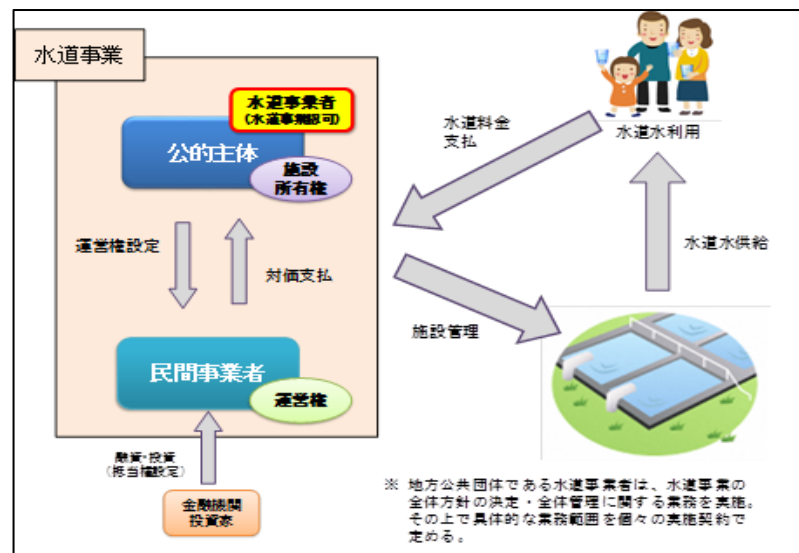 水道事業
水道事業者
(水道事業認可)
公的主体
施設
所有権
運営権設定
対価支払
民間事業者
運営権
融資・投資
(抵当権設定)
金融機関
投資家
水道料金
支払
水道水利用
水道水供給
施設管理
※ 地方公共団体である水道事業者は、水道事業の
全体方針の決定・全体管理に関する業務を実施。
その上で具体的な業務範囲を個々の実施契約で
定める。